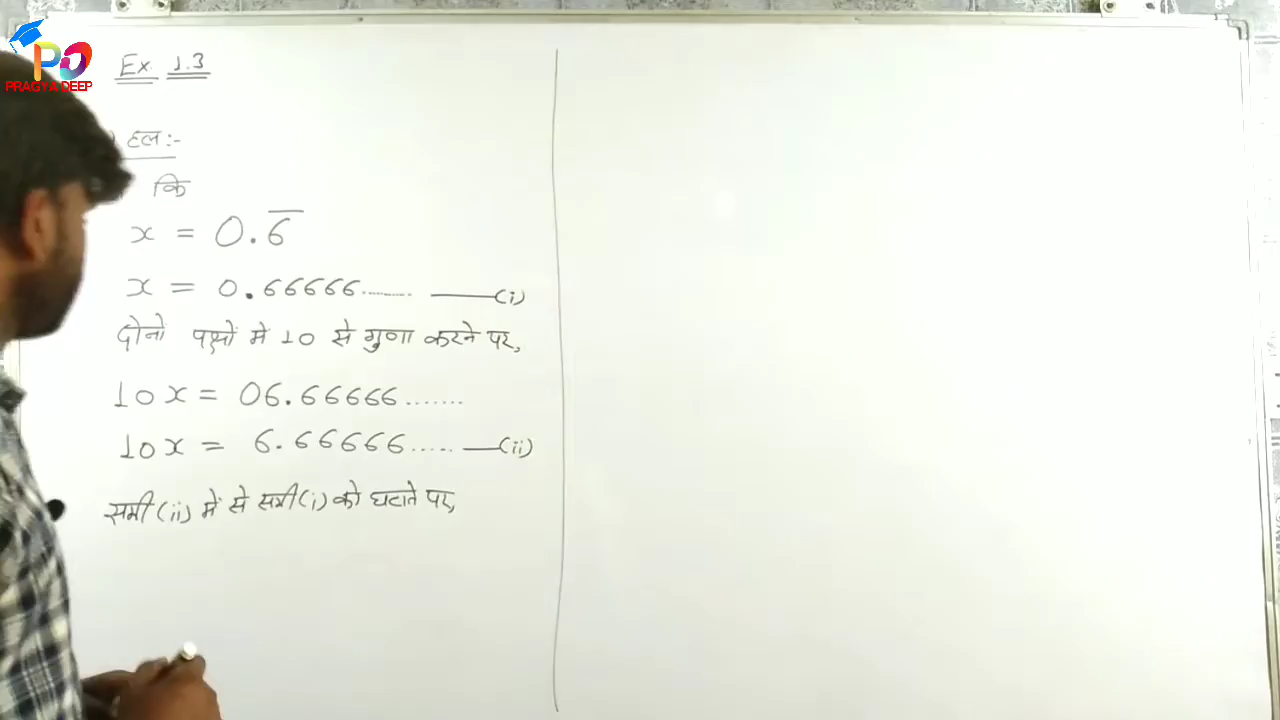 PRAGYA DEEP
Ex. 1.3
हल :-
कि
x = 0.6̅
x = 0.66666....... ———(i)
दोनो पक्षों मे 10 से गुणा करने पर,
10x = 06.66666.......
10x = 6.66666..... ——(ii)
समी(ii) में से समी(i) को घटाने पर,